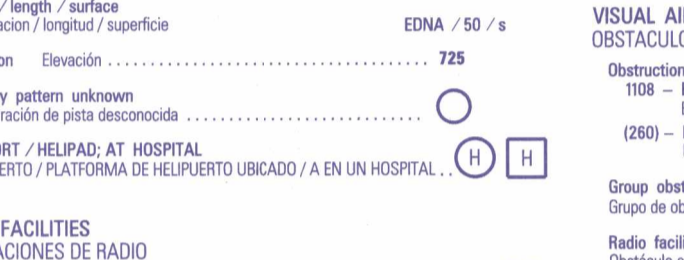 / length / surface
acion / longitud / superficie EDNA / 50 / s
on Elevación 725
y pattern unknown
ración de pista desconocida
RT / HELIPAD; AT HOSPITAL
ERTO / PLATFORMA DE HELIPUERTO UBICADO / A EN UN HOSPITAL . . H H
FACILITIES
ACIONES DE RADIO
VISUAL AI
OBSTACULO
Obstruction
1108 –
(260) –
Group obst
Grupo de ob
Radio facili